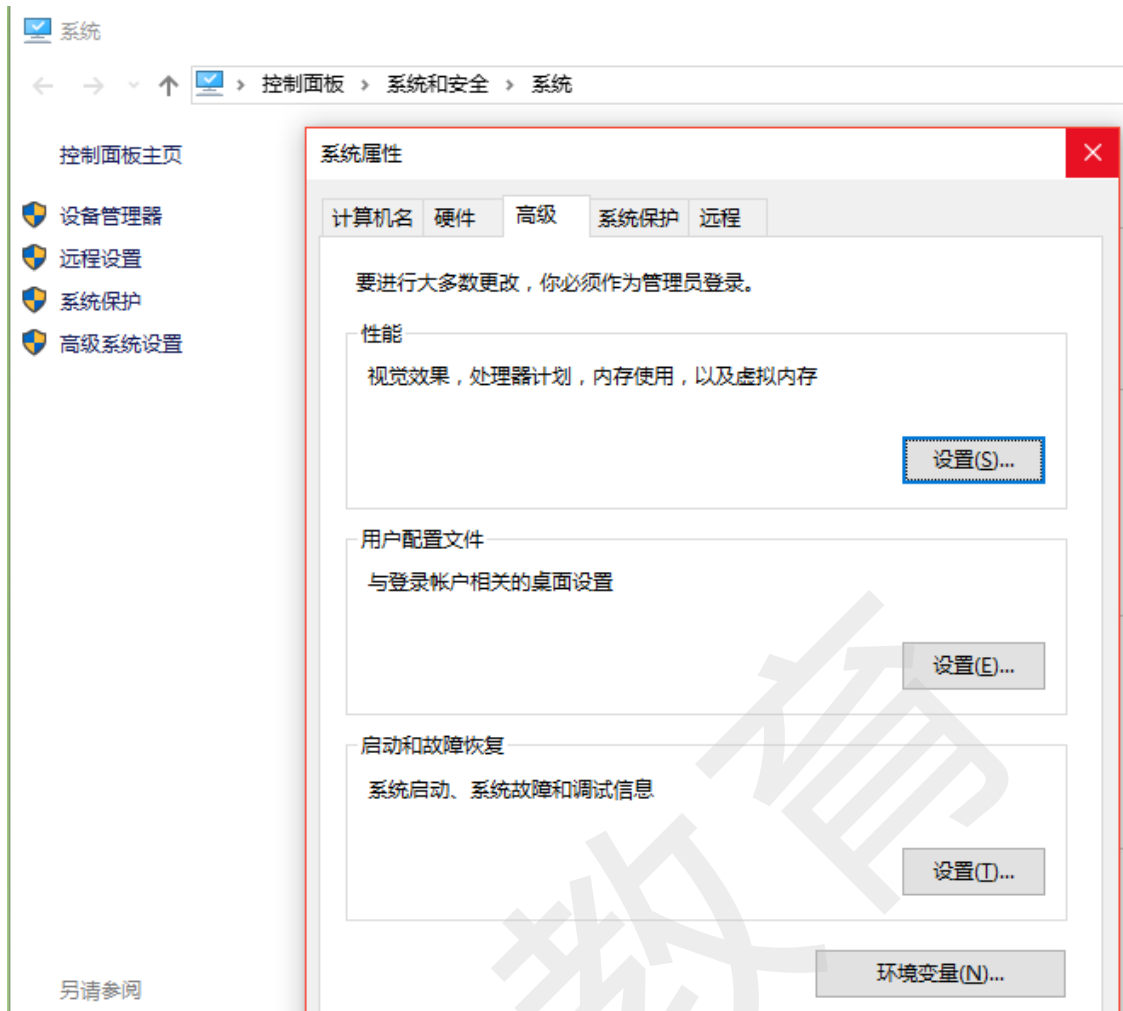 系统
控制面板 › 系统和安全 › 系统
控制面板主页
设备管理器
远程设置
系统保护
高级系统设置
另请参阅
系统属性
计算机名 硬件 高级 系统保护 远程
要进行大多数更改，你必须作为管理员登录。
性能
视觉效果，处理器计划，内存使用，以及虚拟内存
设置(S)...
用户配置文件
与登录帐户相关的桌面设置
设置(E)...
启动和故障恢复
系统启动、系统故障和调试信息
设置(T)...
环境变量(N)...
教育